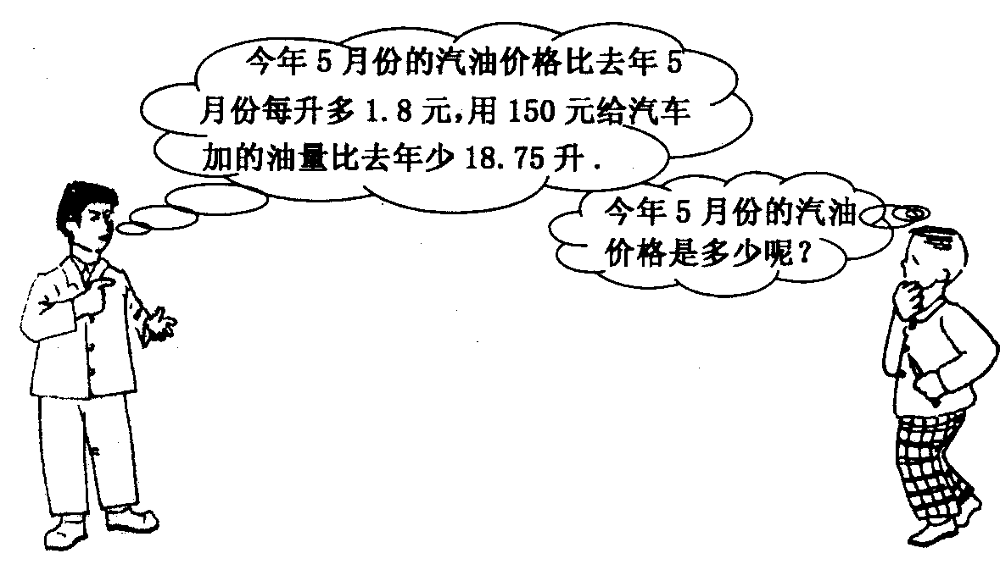 今年5月份的汽油价格比去年5
月份每升多1.8元,用150元给汽车
加的油量比去年少18.75升.
今年5月份的汽油
价格是多少呢?